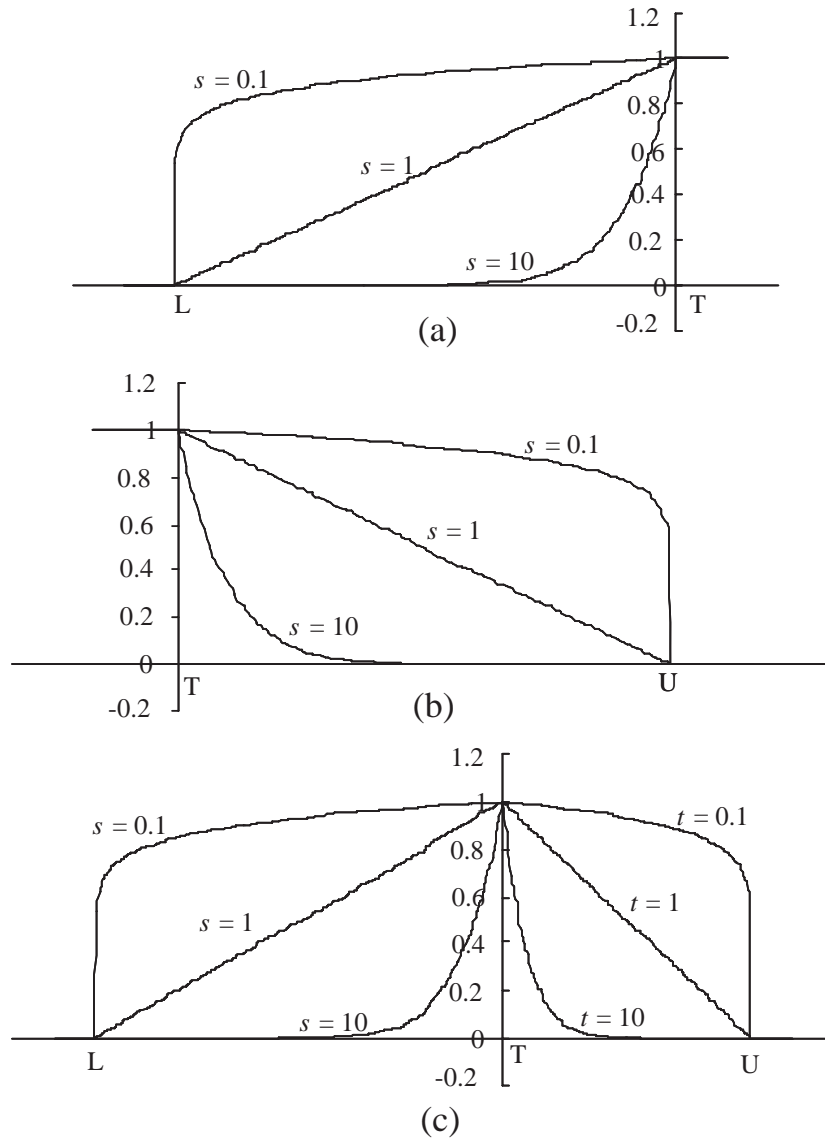 1.2
s = 0.1
1
0.8
s = 1
0.6
0.4
0.2
s = 10
0
L
T
-0.2
(a)
1.2
1
s = 0.1
0.8
0.6
s = 1
0.4
0.2
s = 10
0
T
U
-0.2
(b)
1.2
1
s = 0.1
t = 0.1
0.8
0.6
t = 1
s = 1
0.4
0.2
s = 10
t = 10
0
L
T
U
-0.2
(c)